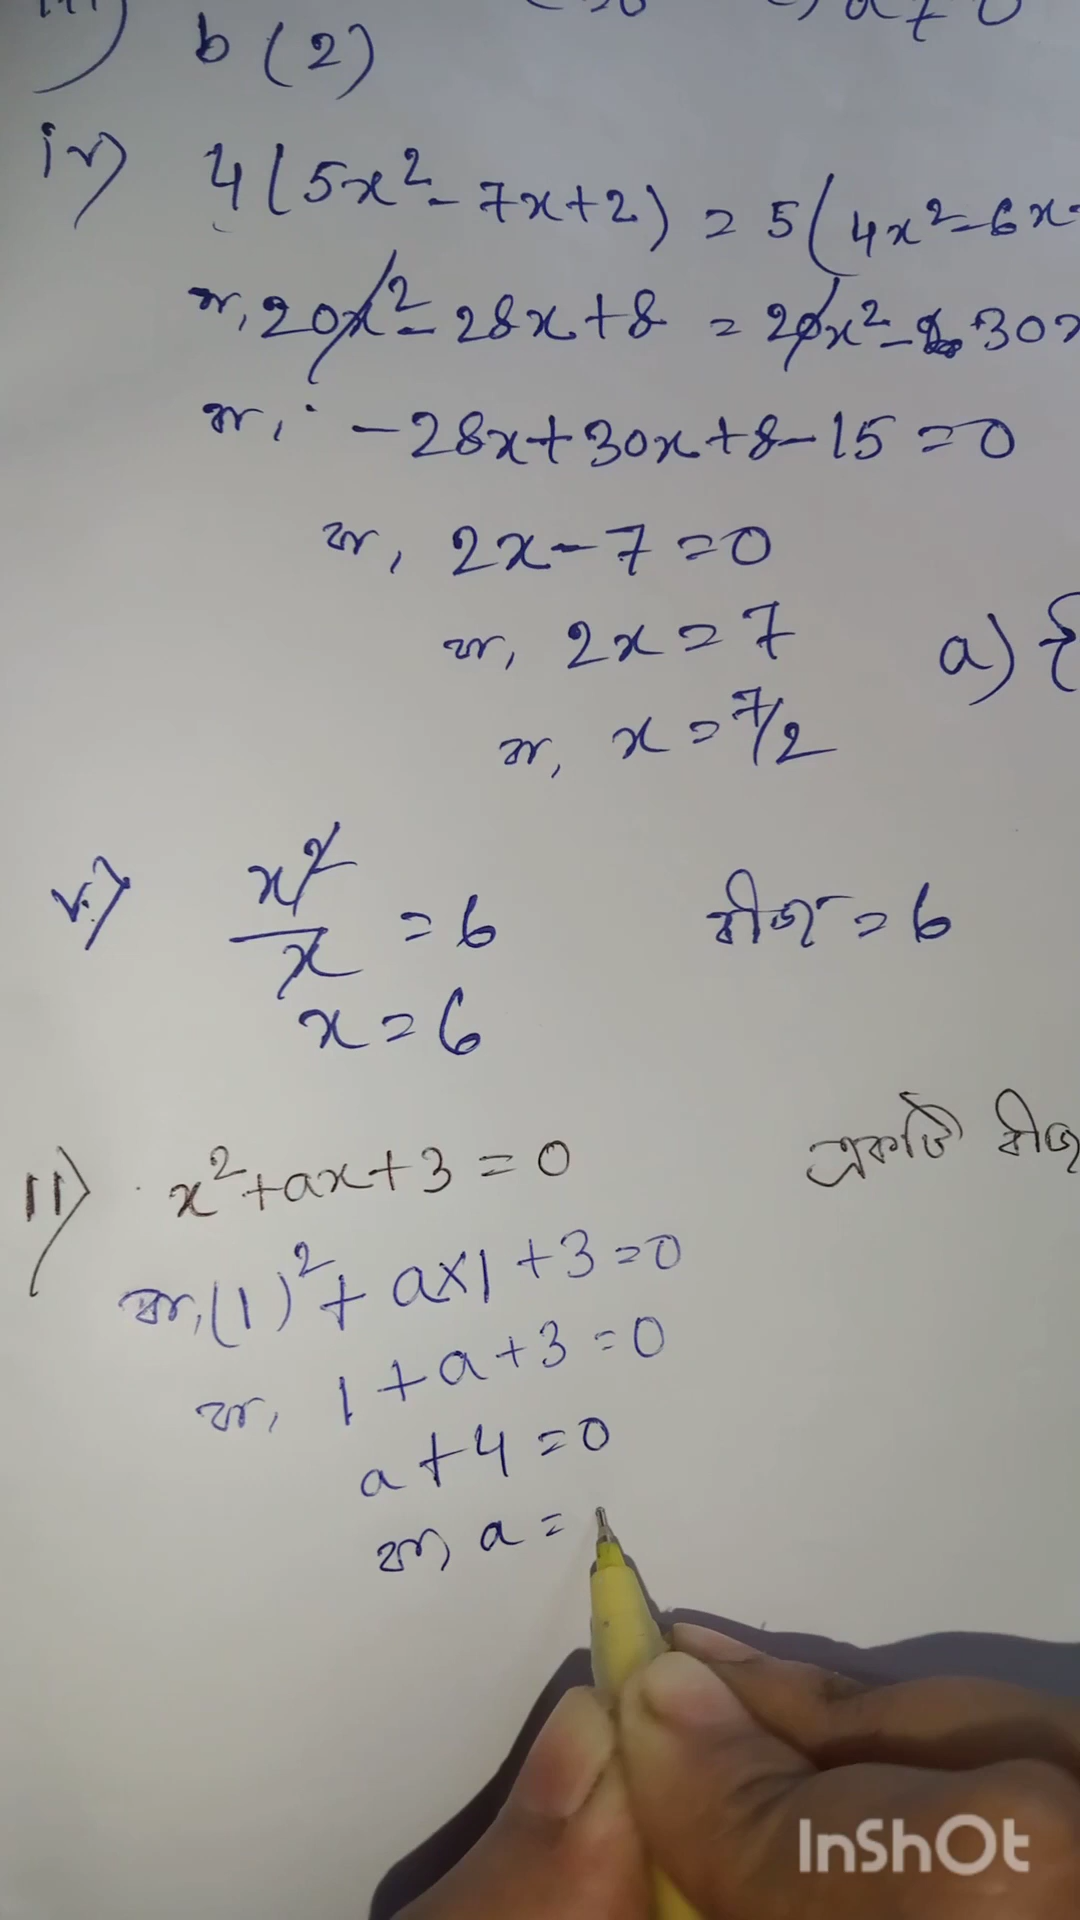 b (2)
iv) 4(5x²-7x+2) = 5(4x²-6x
বা, 20x²-28x+8 = 20x²-30x
বা, -28x+30x+8-15=0
বা, 2x-7=0
বা, 2x=7
a) {
বা, x=7/2
v) x²/x = 6 বীজ = 6
x=6
11) x²+ax+3=0 একটি বীজ
বা, (1)²+a×1+3=0
বা, 1+a+3=0
a+4=0
বা, a=
InShOt